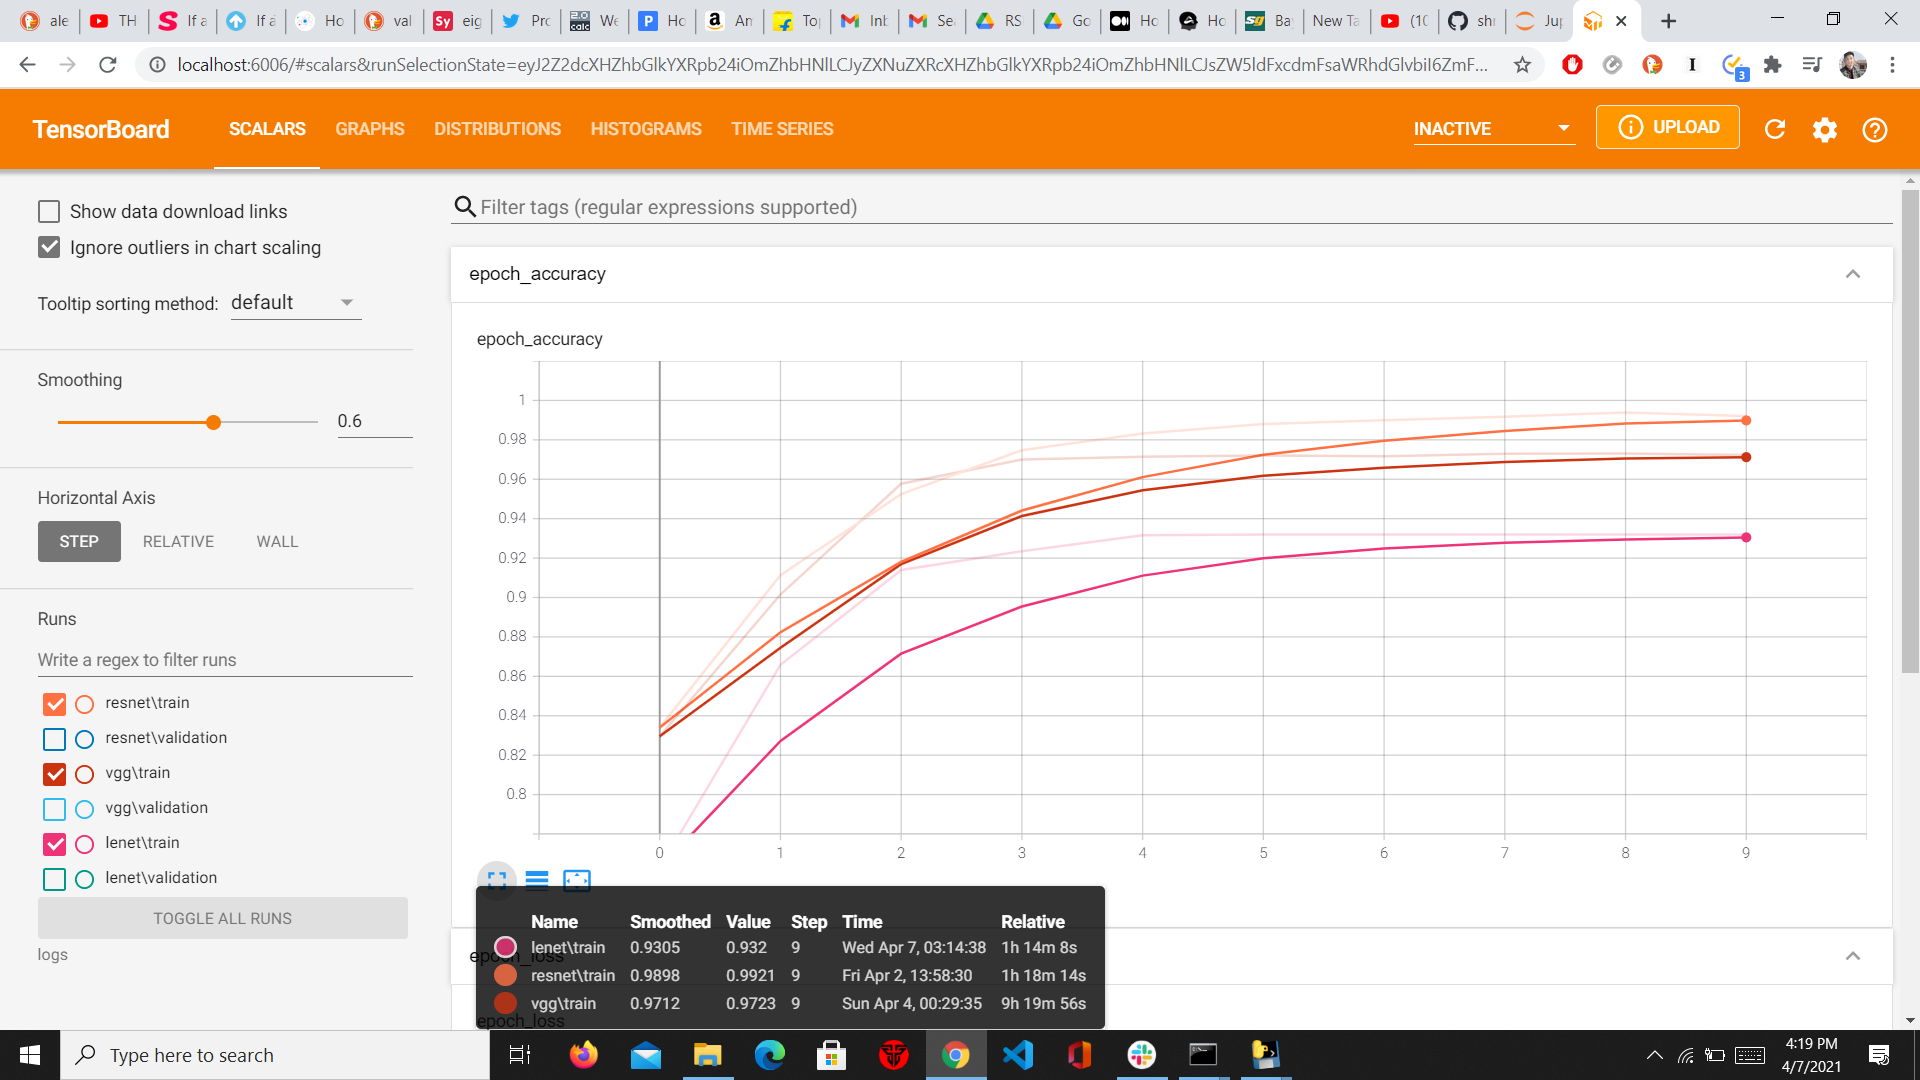 ale
TH
If a
If a
Ho
val
eig
Pro
We
Ho
An
Top
Inb
Sea
RS
Go
Ho
Ho
Ba
New Ta
(10
shr
Jup
localhost:6006/#scalars&runSelectionState=eyJ2Z2dcXHZhbGlkYXRpb24iOmZhbHNlLCJyZXNuZXRcXHZhbGlkYXRpb24iOmZhbHNlLCJsZW5ldFxcdmFsaWRhdGlvbiI6ZmF...
3
TensorBoard
SCALARS
GRAPHS
DISTRIBUTIONS
HISTOGRAMS
TIME SERIES
INACTIVE
UPLOAD
Show data download links
Ignore outliers in chart scaling
Tooltip sorting method: default
Smoothing
0.6
Horizontal Axis
STEP RELATIVE WALL
Runs
Write a regex to filter runs
resnet\train
resnet\validation
vgg\train
vgg\validation
lenet\train
lenet\validation
TOGGLE ALL RUNS
logs
Filter tags (regular expressions supported)
epoch_accuracy
epoch_accuracy
1
0.98
0.96
0.94
0.92
0.9
0.88
0.86
0.84
0.82
0.8
0 1 2 3 4 5 6 7 8 9
Name Smoothed Value Step Time Relative
lenet\train 0.9305 0.932 9 Wed Apr 7, 03:14:38 1h 14m 8s
resnet\train 0.9898 0.9921 9 Fri Apr 2, 13:58:30 1h 18m 14s
vgg\train 0.9712 0.9723 9 Sun Apr 4, 00:29:35 9h 19m 56s
epoch_loss
epoch_loss
Type here to search
4:19 PM
4/7/2021